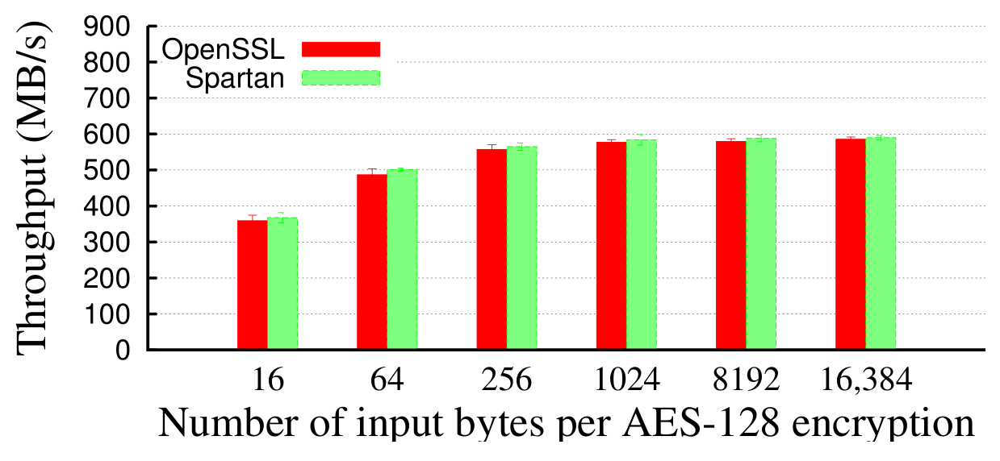 Throughput (MB/s)
900
800
700
600
500
400
300
200
100
0
OpenSSL
Spartan
16 64 256 1024 8192 16,384
Number of input bytes per AES-128 encryption